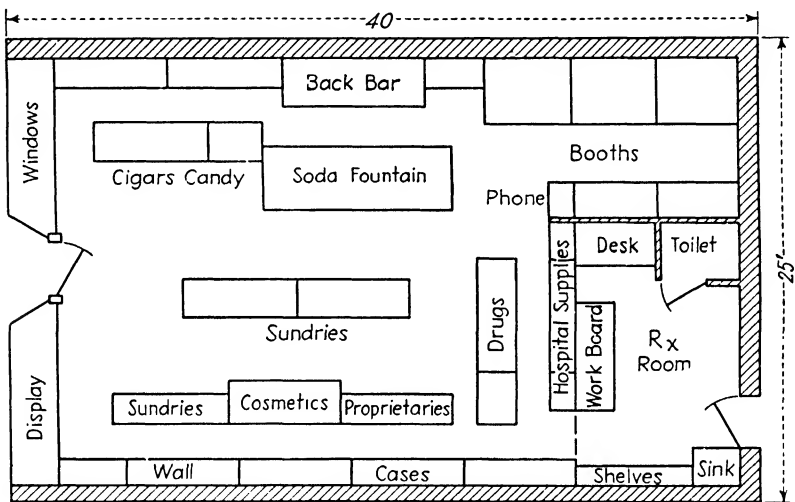 40
Windows
Back Bar
Booths
Cigars Candy
Soda Fountain
Phone
Hospital Supplies
Desk
Toilet
25'
Sundries
Drugs
Work Board
Rx
Room
Display
Sundries
Cosmetics
Proprietaries
Wall
Cases
Shelves
Sink